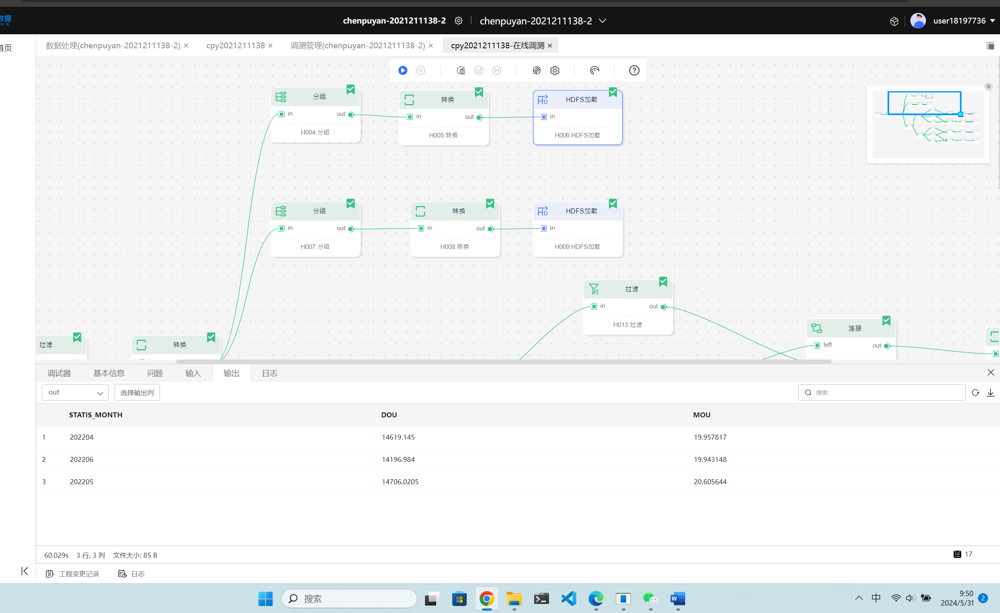 数据
N G
chenpuyan-2021211138-2
chenpuyan-2021211138-2
user18197736
首页
数据处理(chenpuyan-2021211138-2) ×
cpy2021211138 ×
调测管理(chenpuyan-2021211138-2) ×
cpy2021211138-在线调测 ×
分组
in
out
H004:分组
转换
in
out
H005:转换
HD
HDFS加载
in
H006:HDFS加载
分组
in
out
H007:分组
转换
in
out
H008:转换
HD
HDFS加载
in
H009:HDFS加载
过滤
in
out
H013:过滤
连接
left
out
过滤
转换
调试器
基本信息
问题
输入
输出
日志
out
选择输出列
搜索
STATIS_MONTH DOU MOU
1 202204 14619.145 19.957817
2 202206 14196.984 19.943148
3 202205 14706.0205 20.605644
60.029s 3 行, 3 列 文件大小: 85 B
17
工程变更记录
日志
搜索
中
9:50
2024/5/31
2